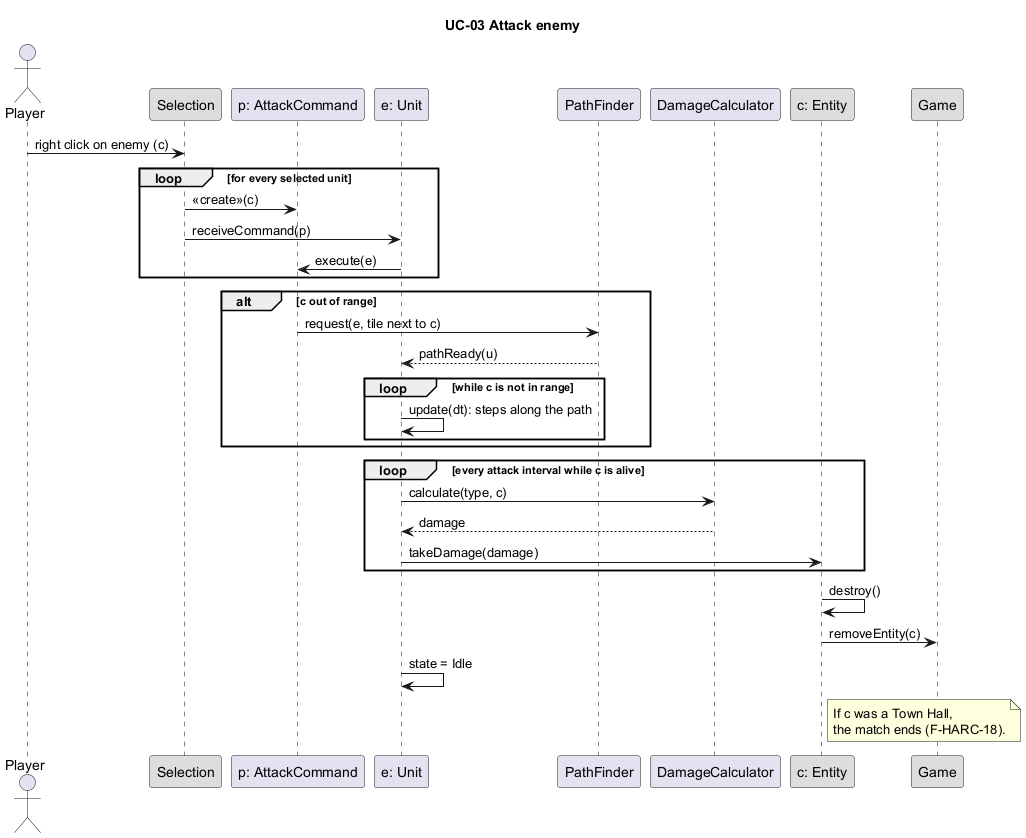 UC-03 Attack enemy
Player
Selection
p: AttackCommand
e: Unit
PathFinder
DamageCalculator
c: Entity
Game
right click on enemy (c)
loop
[for every selected unit]
«create»(c)
receiveCommand(p)
execute(e)
alt
[c out of range]
request(e, tile next to c)
pathReady(u)
loop
[while c is not in range]
update(dt): steps along the path
loop
[every attack interval while c is alive]
calculate(type, c)
damage
takeDamage(damage)
destroy()
removeEntity(c)
state = Idle
If c was a Town Hall,
the match ends (F-HARC-18).
Player
Selection
p: AttackCommand
e: Unit
PathFinder
DamageCalculator
c: Entity
Game